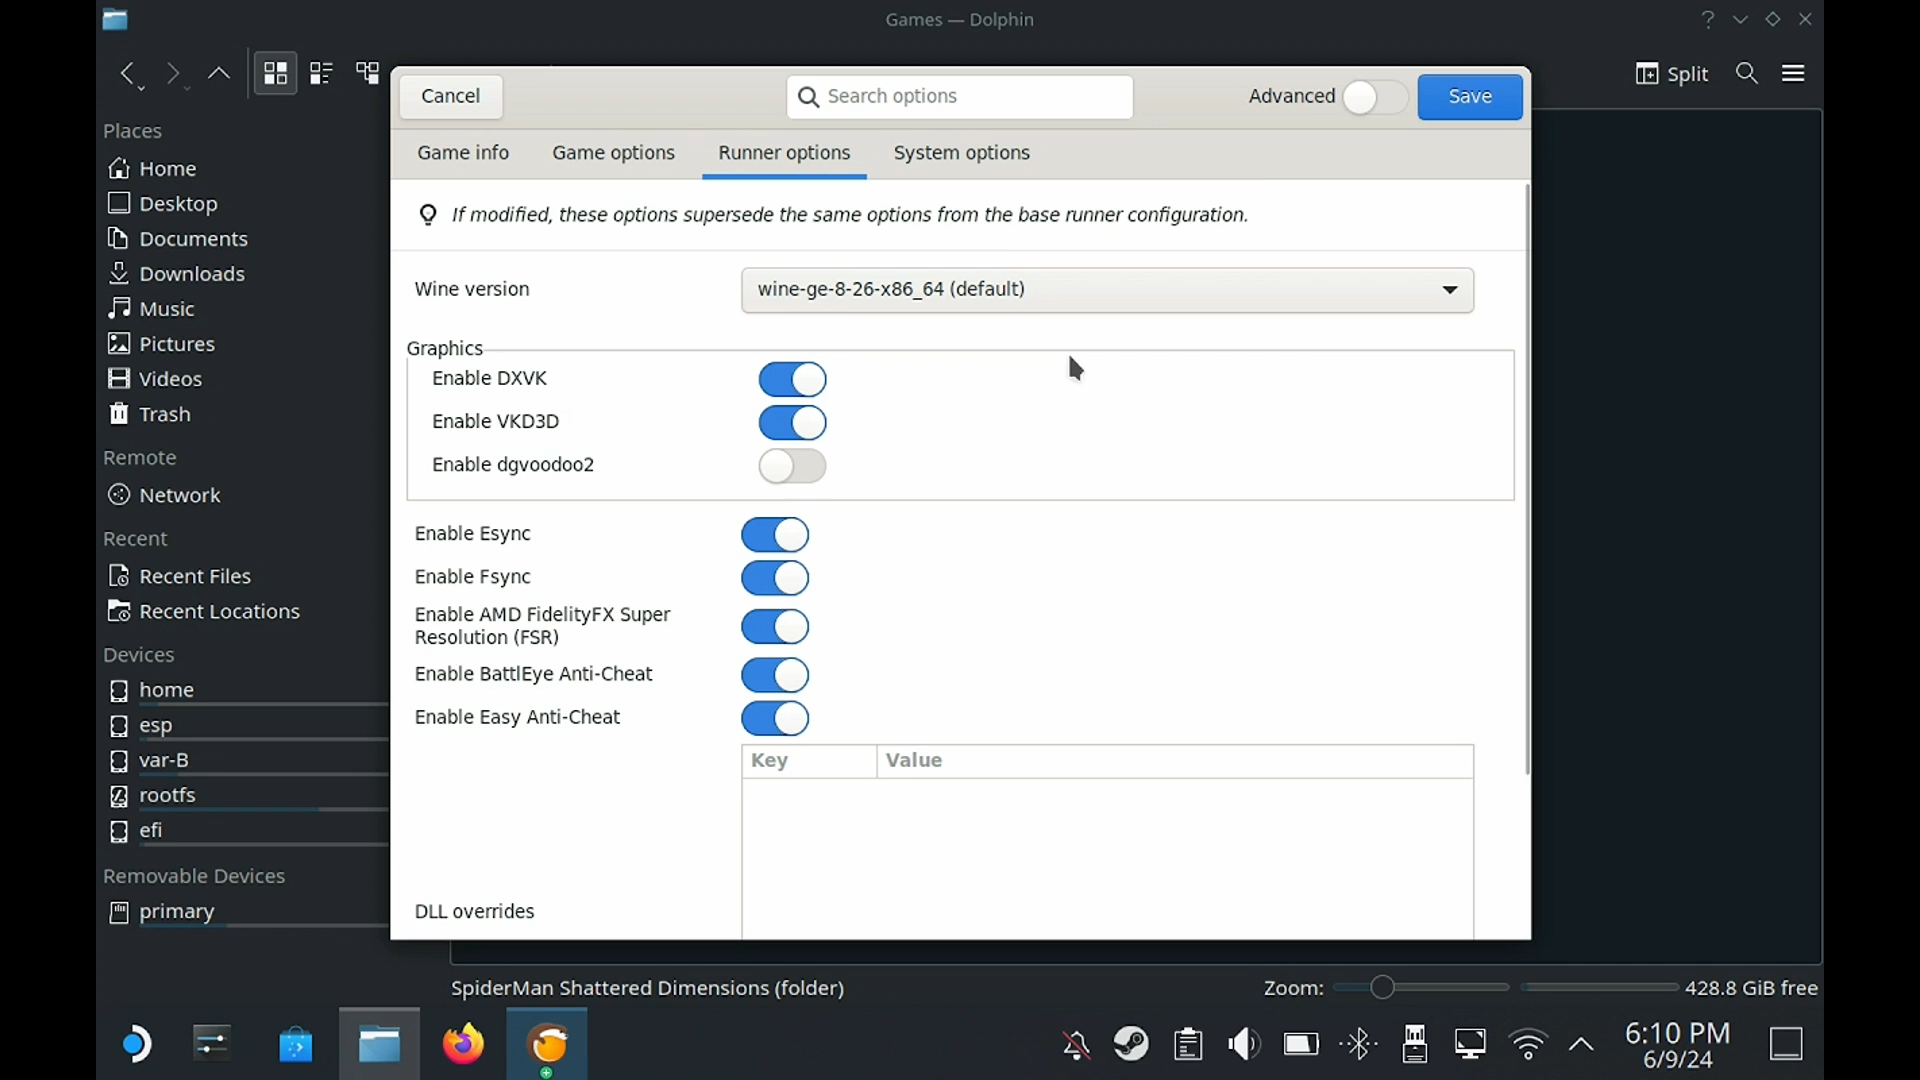 Games — Dolphin
Split
Cancel
Search options
Advanced
Save
Game info
Game options
Runner options
System options
If modified, these options supersede the same options from the base runner configuration.
Wine version
wine-ge-8-26-x86_64 (default)
Graphics
Enable DXVK
Enable VKD3D
Enable dgvoodoo2
Enable Esync
Enable Fsync
Enable AMD FidelityFX Super
Resolution (FSR)
Enable BattlEye Anti-Cheat
Enable Easy Anti-Cheat
Key
Value
DLL overrides
Places
Home
Desktop
Documents
Downloads
Music
Pictures
Videos
Trash
Remote
Network
Recent
Recent Files
Recent Locations
Devices
home
esp
var-B
rootfs
efi
Removable Devices
primary
SpiderMan Shattered Dimensions (folder)
Zoom:
428.8 GiB free
6:10 PM
6/9/24